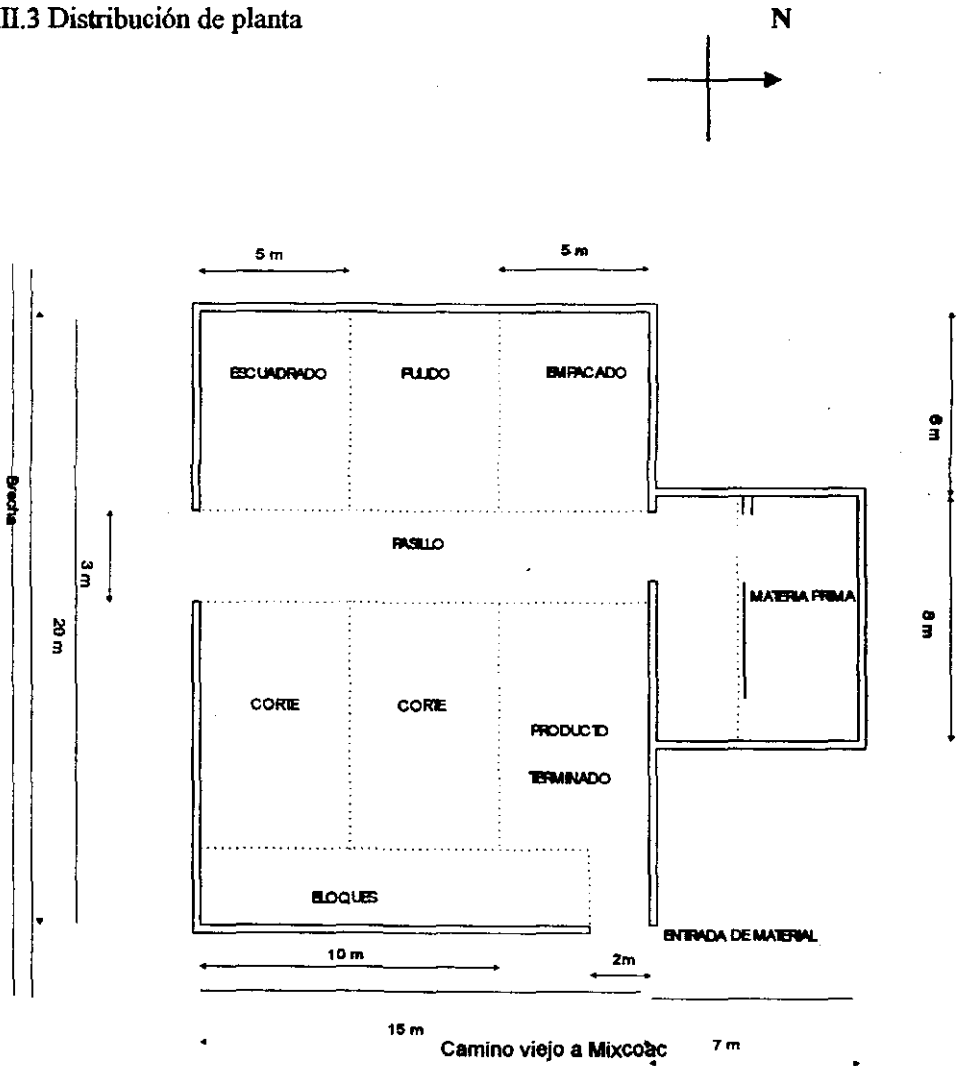 II.3 Distribución de planta
N
5 m
5 m
ESCUADRADO
PULIDO
EMPACADO
6 m
Brecha
PASILLO
3 m
MATERIA PRIMA
8 m
20 m
CORTE
CORTE
PRODUCTO
TERMINADO
BLOQUES
ENTRADA DE MATERIAL
10 m
2m
15 m
Camino viejo a Mixcoac
7 m